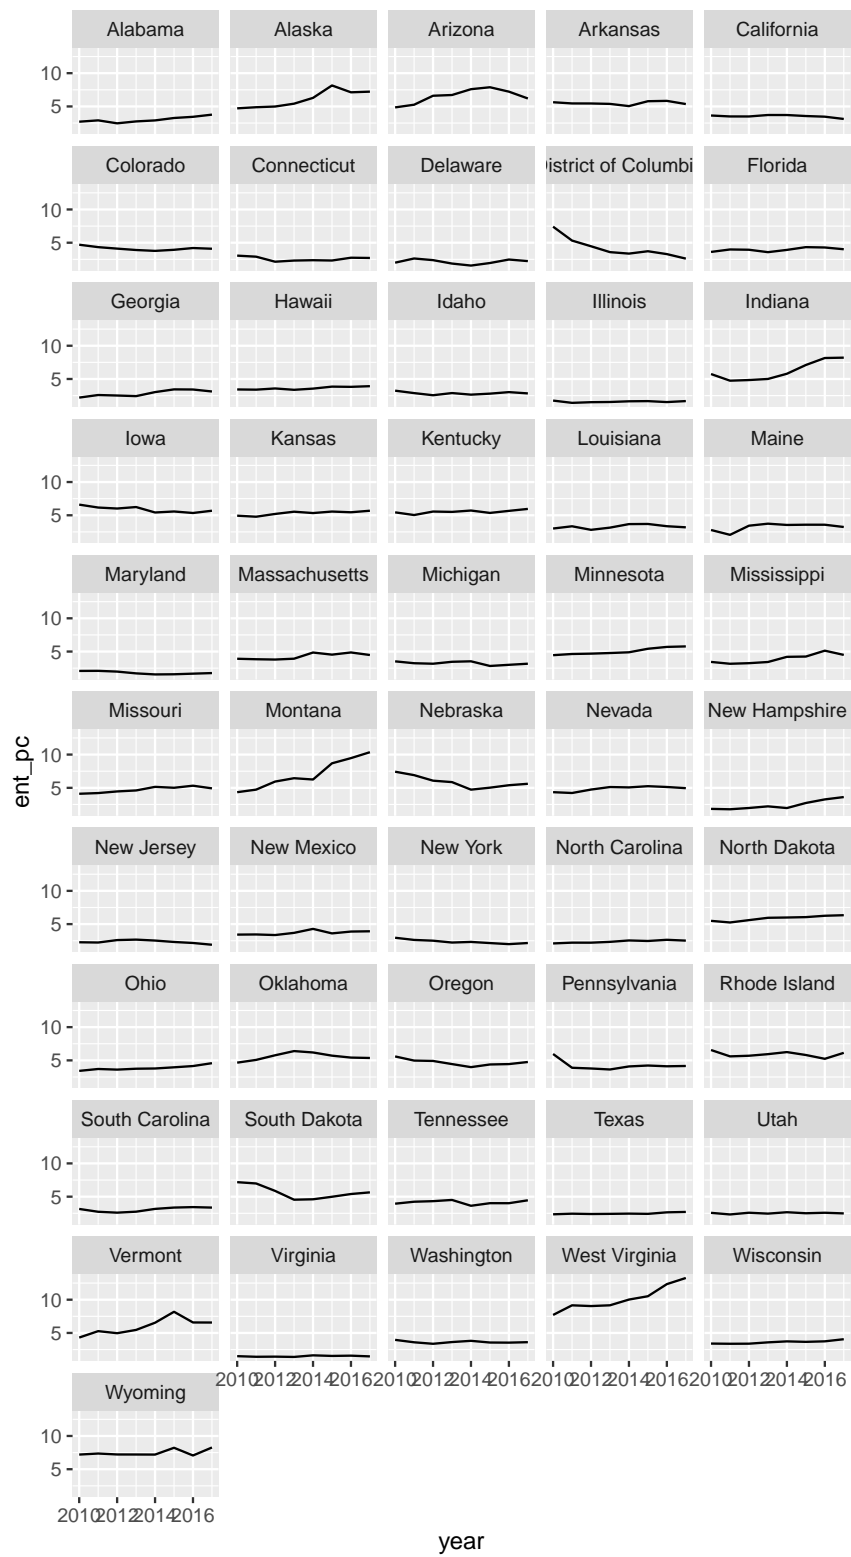 Alabama Alaska Arizona Arkansas California
10
5
Colorado Connecticut Delaware istrict of Columbi Florida
10
5
Georgia Hawaii Idaho Illinois Indiana
10
5
Iowa Kansas Kentucky Louisiana Maine
10
5
Maryland Massachusetts Michigan Minnesota Mississippi
10
5
Missouri Montana Nebraska Nevada New Hampshire
10
5
ent_pc
New Jersey New Mexico New York North Carolina North Dakota
10
5
Ohio Oklahoma Oregon Pennsylvania Rhode Island
10
5
South Carolina South Dakota Tennessee Texas Utah
10
5
Vermont Virginia Washington West Virginia Wisconsin
10
5
2010 2012 2014 2016 2010 2012 2014 2016 2010 2012 2014 2016 2010 2012 2014 2016
Wyoming
10
5
2010 2012 2014 2016
year